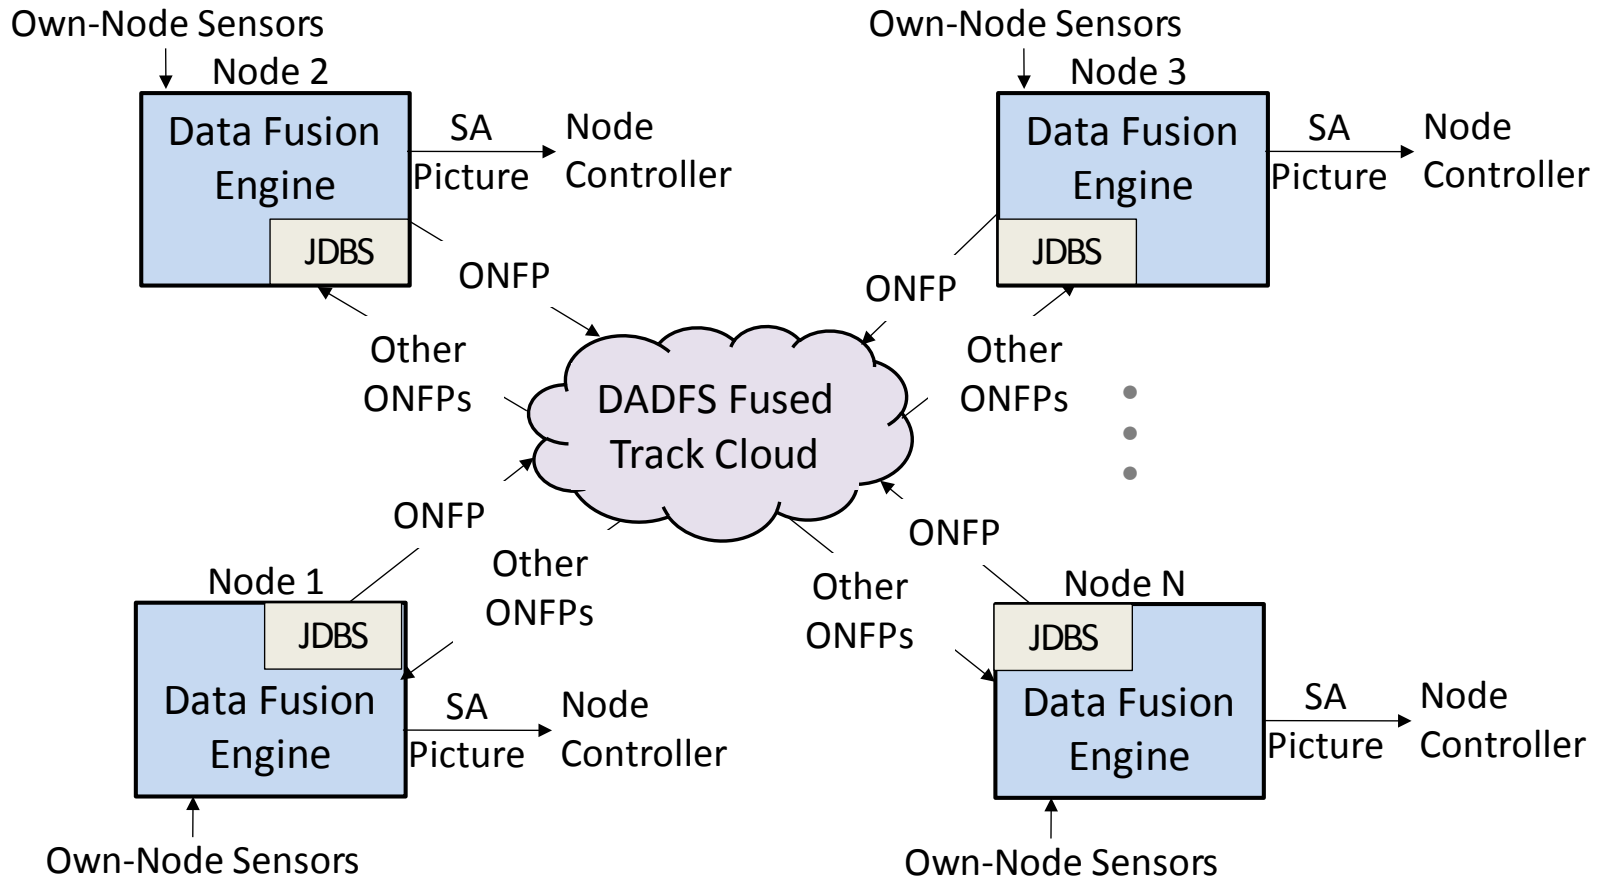 Own-Node Sensors
Node 2
Data Fusion
Engine
JDBS
SA
Picture
Node
Controller
ONFP
Other
ONFPs
Own-Node Sensors
Node 3
Data Fusion
Engine
JDBS
SA
Picture
Node
Controller
ONFP
Other
ONFPs
DADFS Fused
Track Cloud
ONFP
Other
ONFPs
Node 1
JDBS
Data Fusion
Engine
SA
Picture
Node
Controller
Own-Node Sensors
ONFP
Other
ONFPs
Node N
JDBS
Data Fusion
Engine
SA
Picture
Node
Controller
Own-Node Sensors